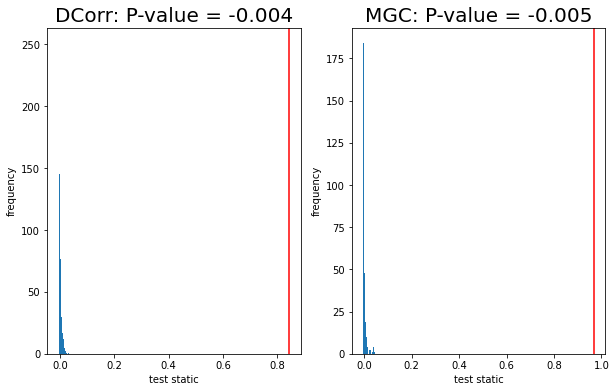 DCorr: P-value = -0.004
250
200
150
100
50
0
frequency
0.0 0.2 0.4 0.6 0.8
test static
MGC: P-value = -0.005
175
150
125
100
75
50
25
0
frequency
0.0 0.2 0.4 0.6 0.8 1.0
test static